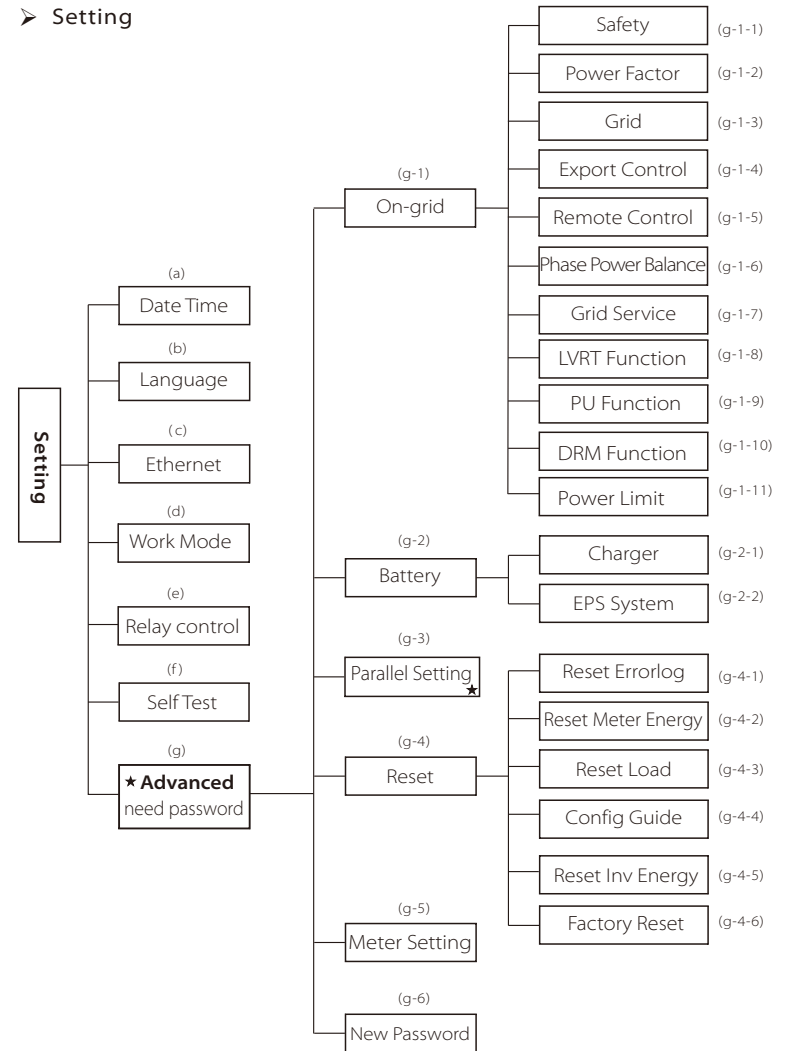 ➢ Setting
Setting
(a)
Date Time
(b)
Language
(c)
Ethernet
(d)
Work Mode
(e)
Relay control
(f)
Self Test
(g)
★ Advanced
need password
(g-1)
On-grid
Safety (g-1-1)
Power Factor (g-1-2)
Grid (g-1-3)
Export Control (g-1-4)
Remote Control (g-1-5)
Phase Power Balance (g-1-6)
Grid Service (g-1-7)
LVRT Function (g-1-8)
PU Function (g-1-9)
DRM Function (g-1-10)
Power Limit (g-1-11)
(g-2)
Battery
Charger (g-2-1)
EPS System (g-2-2)
(g-3)
Parallel Setting ★
(g-4)
Reset
Reset Errorlog (g-4-1)
Reset Meter Energy (g-4-2)
Reset Load (g-4-3)
Config Guide (g-4-4)
Reset Inv Energy (g-4-5)
Factory Reset (g-4-6)
(g-5)
Meter Setting
(g-6)
New Password